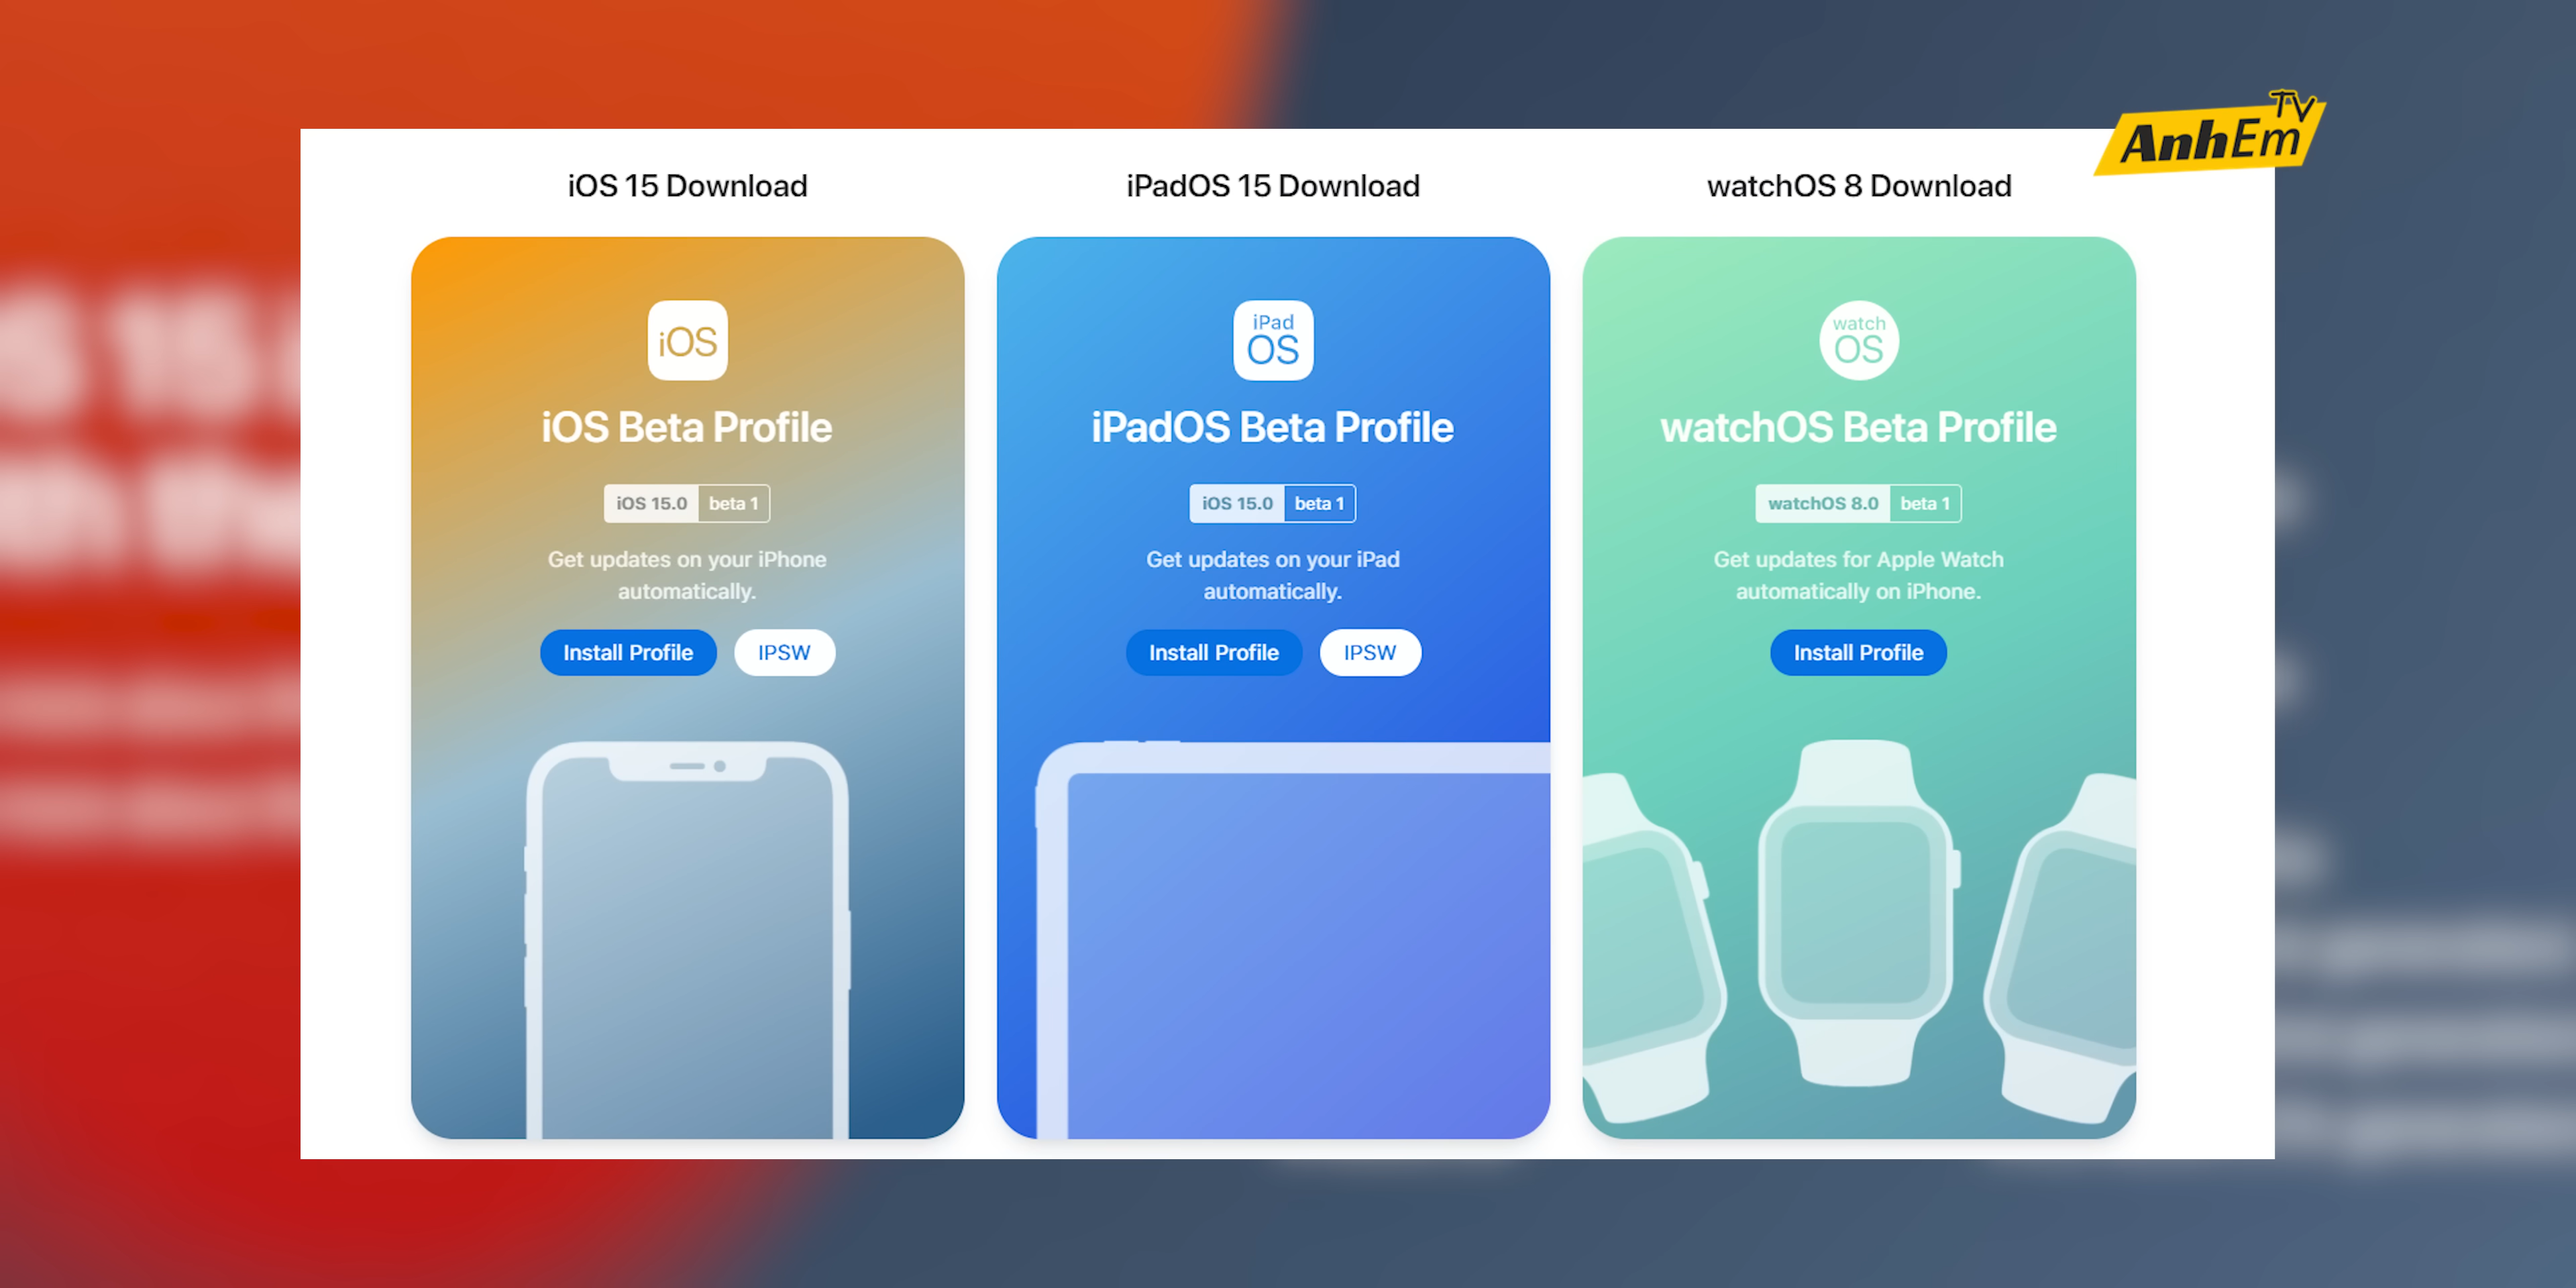 AnhEm TV
iOS 15 Download
iOS
iOS Beta Profile
iOS 15.0 beta 1
Get updates on your iPhone
automatically.
Install Profile IPSW
iPadOS 15 Download
iPad
OS
iPadOS Beta Profile
iOS 15.0 beta 1
Get updates on your iPad
automatically.
Install Profile IPSW
watchOS 8 Download
watch
OS
watchOS Beta Profile
watchOS 8.0 beta 1
Get updates for Apple Watch
automatically on iPhone.
Install Profile